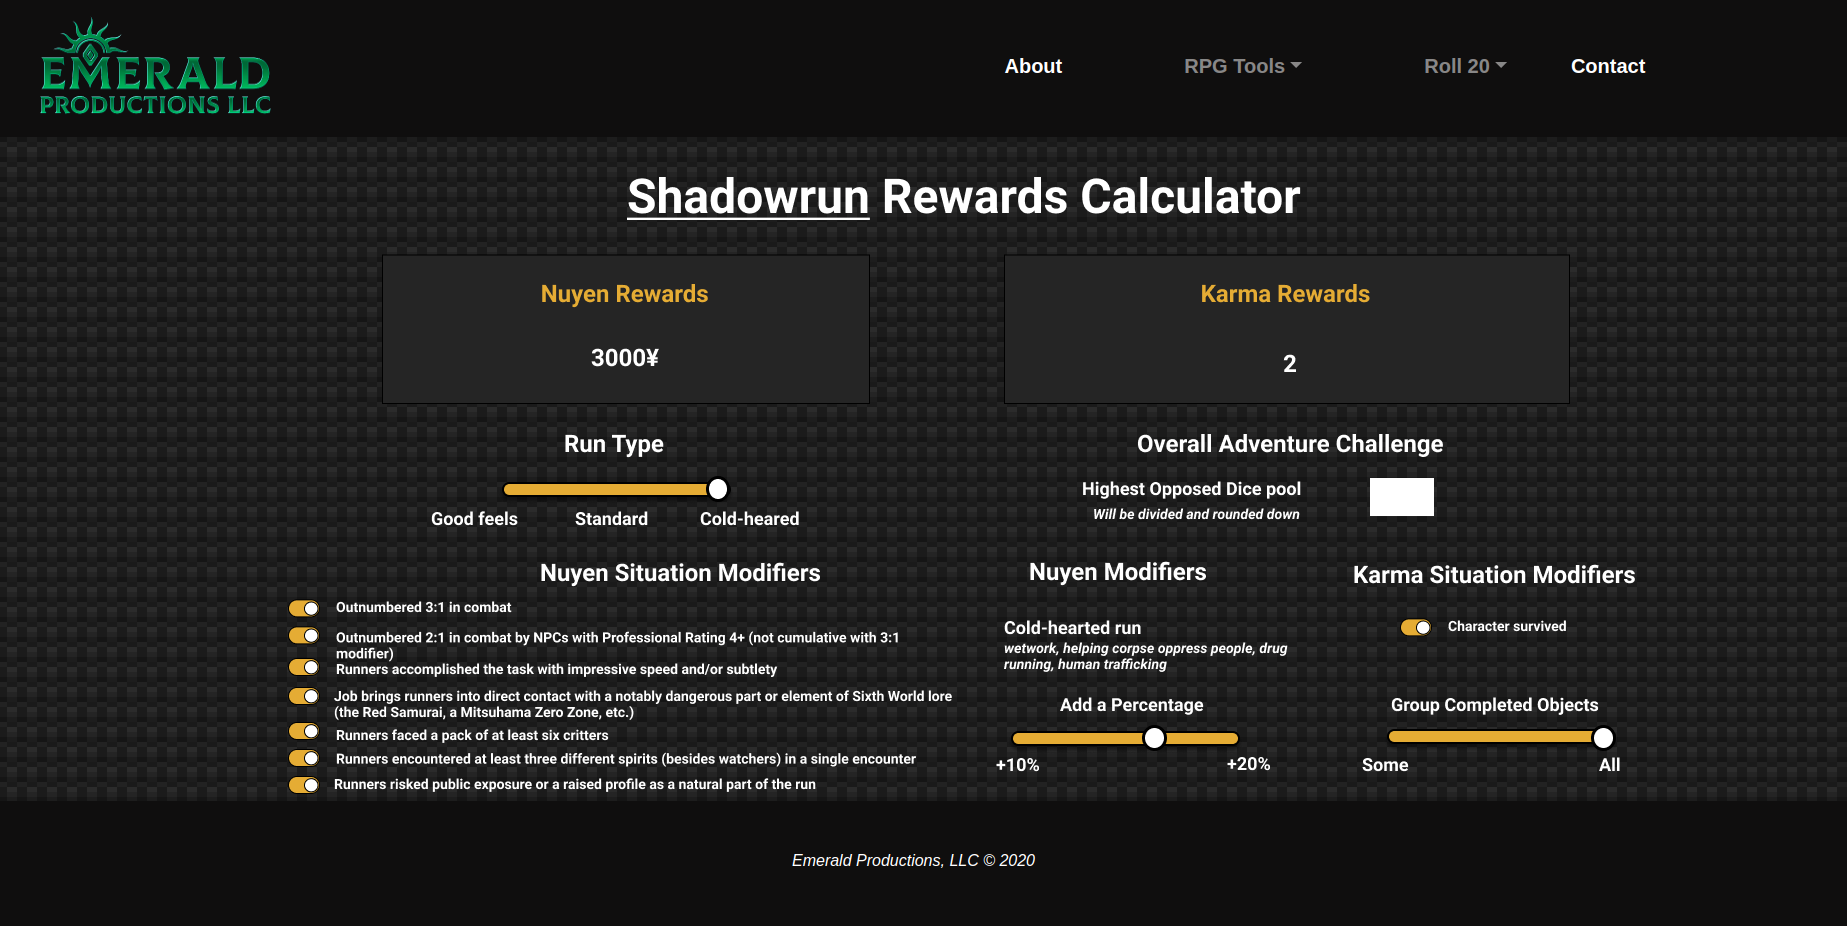 EMERALD
PRODUCTIONS LLC
About
RPG Tools
Roll 20
Contact
Shadowrun Rewards Calculator
Nuyen Rewards
3000¥
Karma Rewards
2
Run Type
Good feels
Standard
Cold-heared
Overall Adventure Challenge
Highest Opposed Dice pool
Will be divided and rounded down
Nuyen Situation Modifiers
Outnumbered 3:1 in combat
Outnumbered 2:1 in combat by NPCs with Professional Rating 4+ (not cumulative with 3:1
modifier)
Runners accomplished the task with impressive speed and/or subtlety
Job brings runners into direct contact with a notably dangerous part or element of Sixth World lore
(the Red Samurai, a Mitsuhama Zero Zone, etc.)
Runners faced a pack of at least six critters
Runners encountered at least three different spirits (besides watchers) in a single encounter
Runners risked public exposure or a raised profile as a natural part of the run
Nuyen Modifiers
Cold-hearted run
wetwork, helping corpse oppress people, drug
running, human trafficking
Add a Percentage
+10%
+20%
Karma Situation Modifiers
Character survived
Group Completed Objects
Some
All
Emerald Productions, LLC © 2020